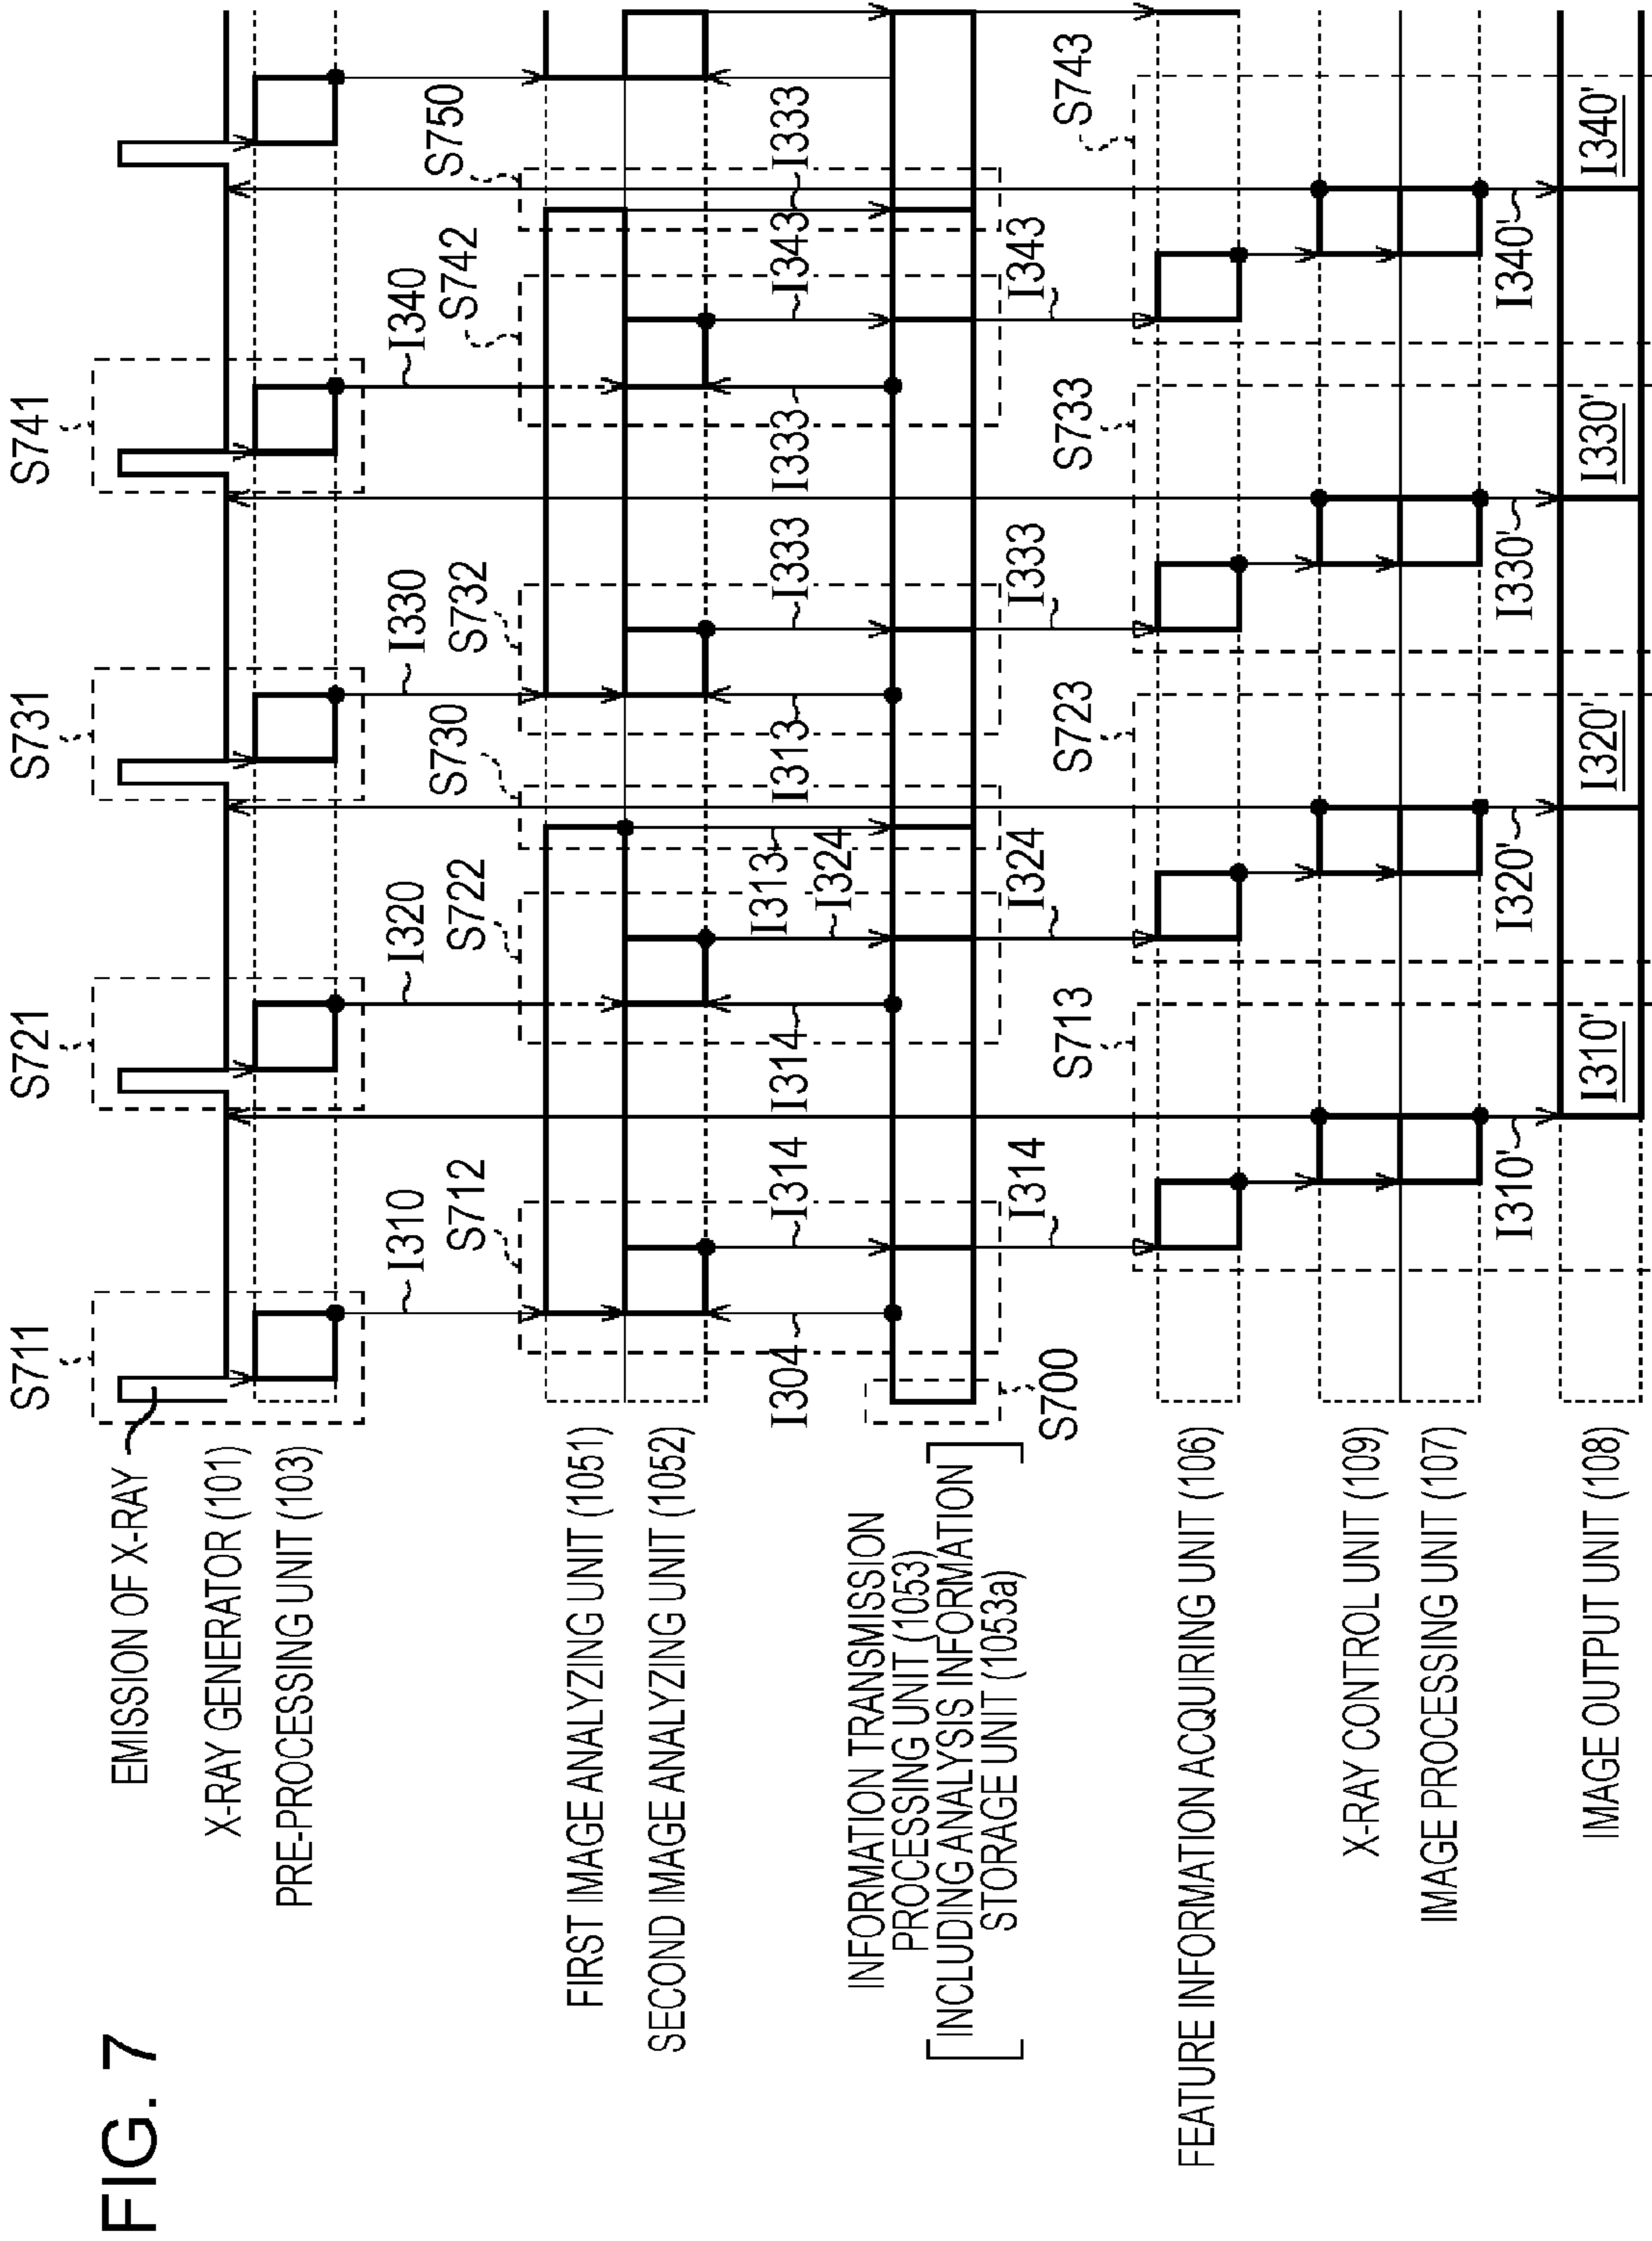 FIG. 7
EMISSION OF X-RAY
X-RAY GENERATOR (101)
PRE-PROCESSING UNIT (103)
FIRST IMAGE ANALYZING UNIT (1051)
SECOND IMAGE ANALYZING UNIT (1052)
INFORMATION TRANSMISSION
PROCESSING UNIT (1053)
[INCLUDING ANALYSIS INFORMATION
STORAGE UNIT (1053a)]
FEATURE INFORMATION ACQUIRING UNIT (106)
X-RAY CONTROL UNIT (109)
IMAGE PROCESSING UNIT (107)
IMAGE OUTPUT UNIT (108)
S711
S721
S731
S741
I310
I320
I330
I340
S712
S722
S730
S732
S742
S750
I304
I314
I314
I313
I324
I313
I333
I333
I343
I333
S700
I314
I324
I333
I343
S713
S723
S733
S743
I310'
I320'
I330'
I340'
I310'
I320'
I330'
I340'